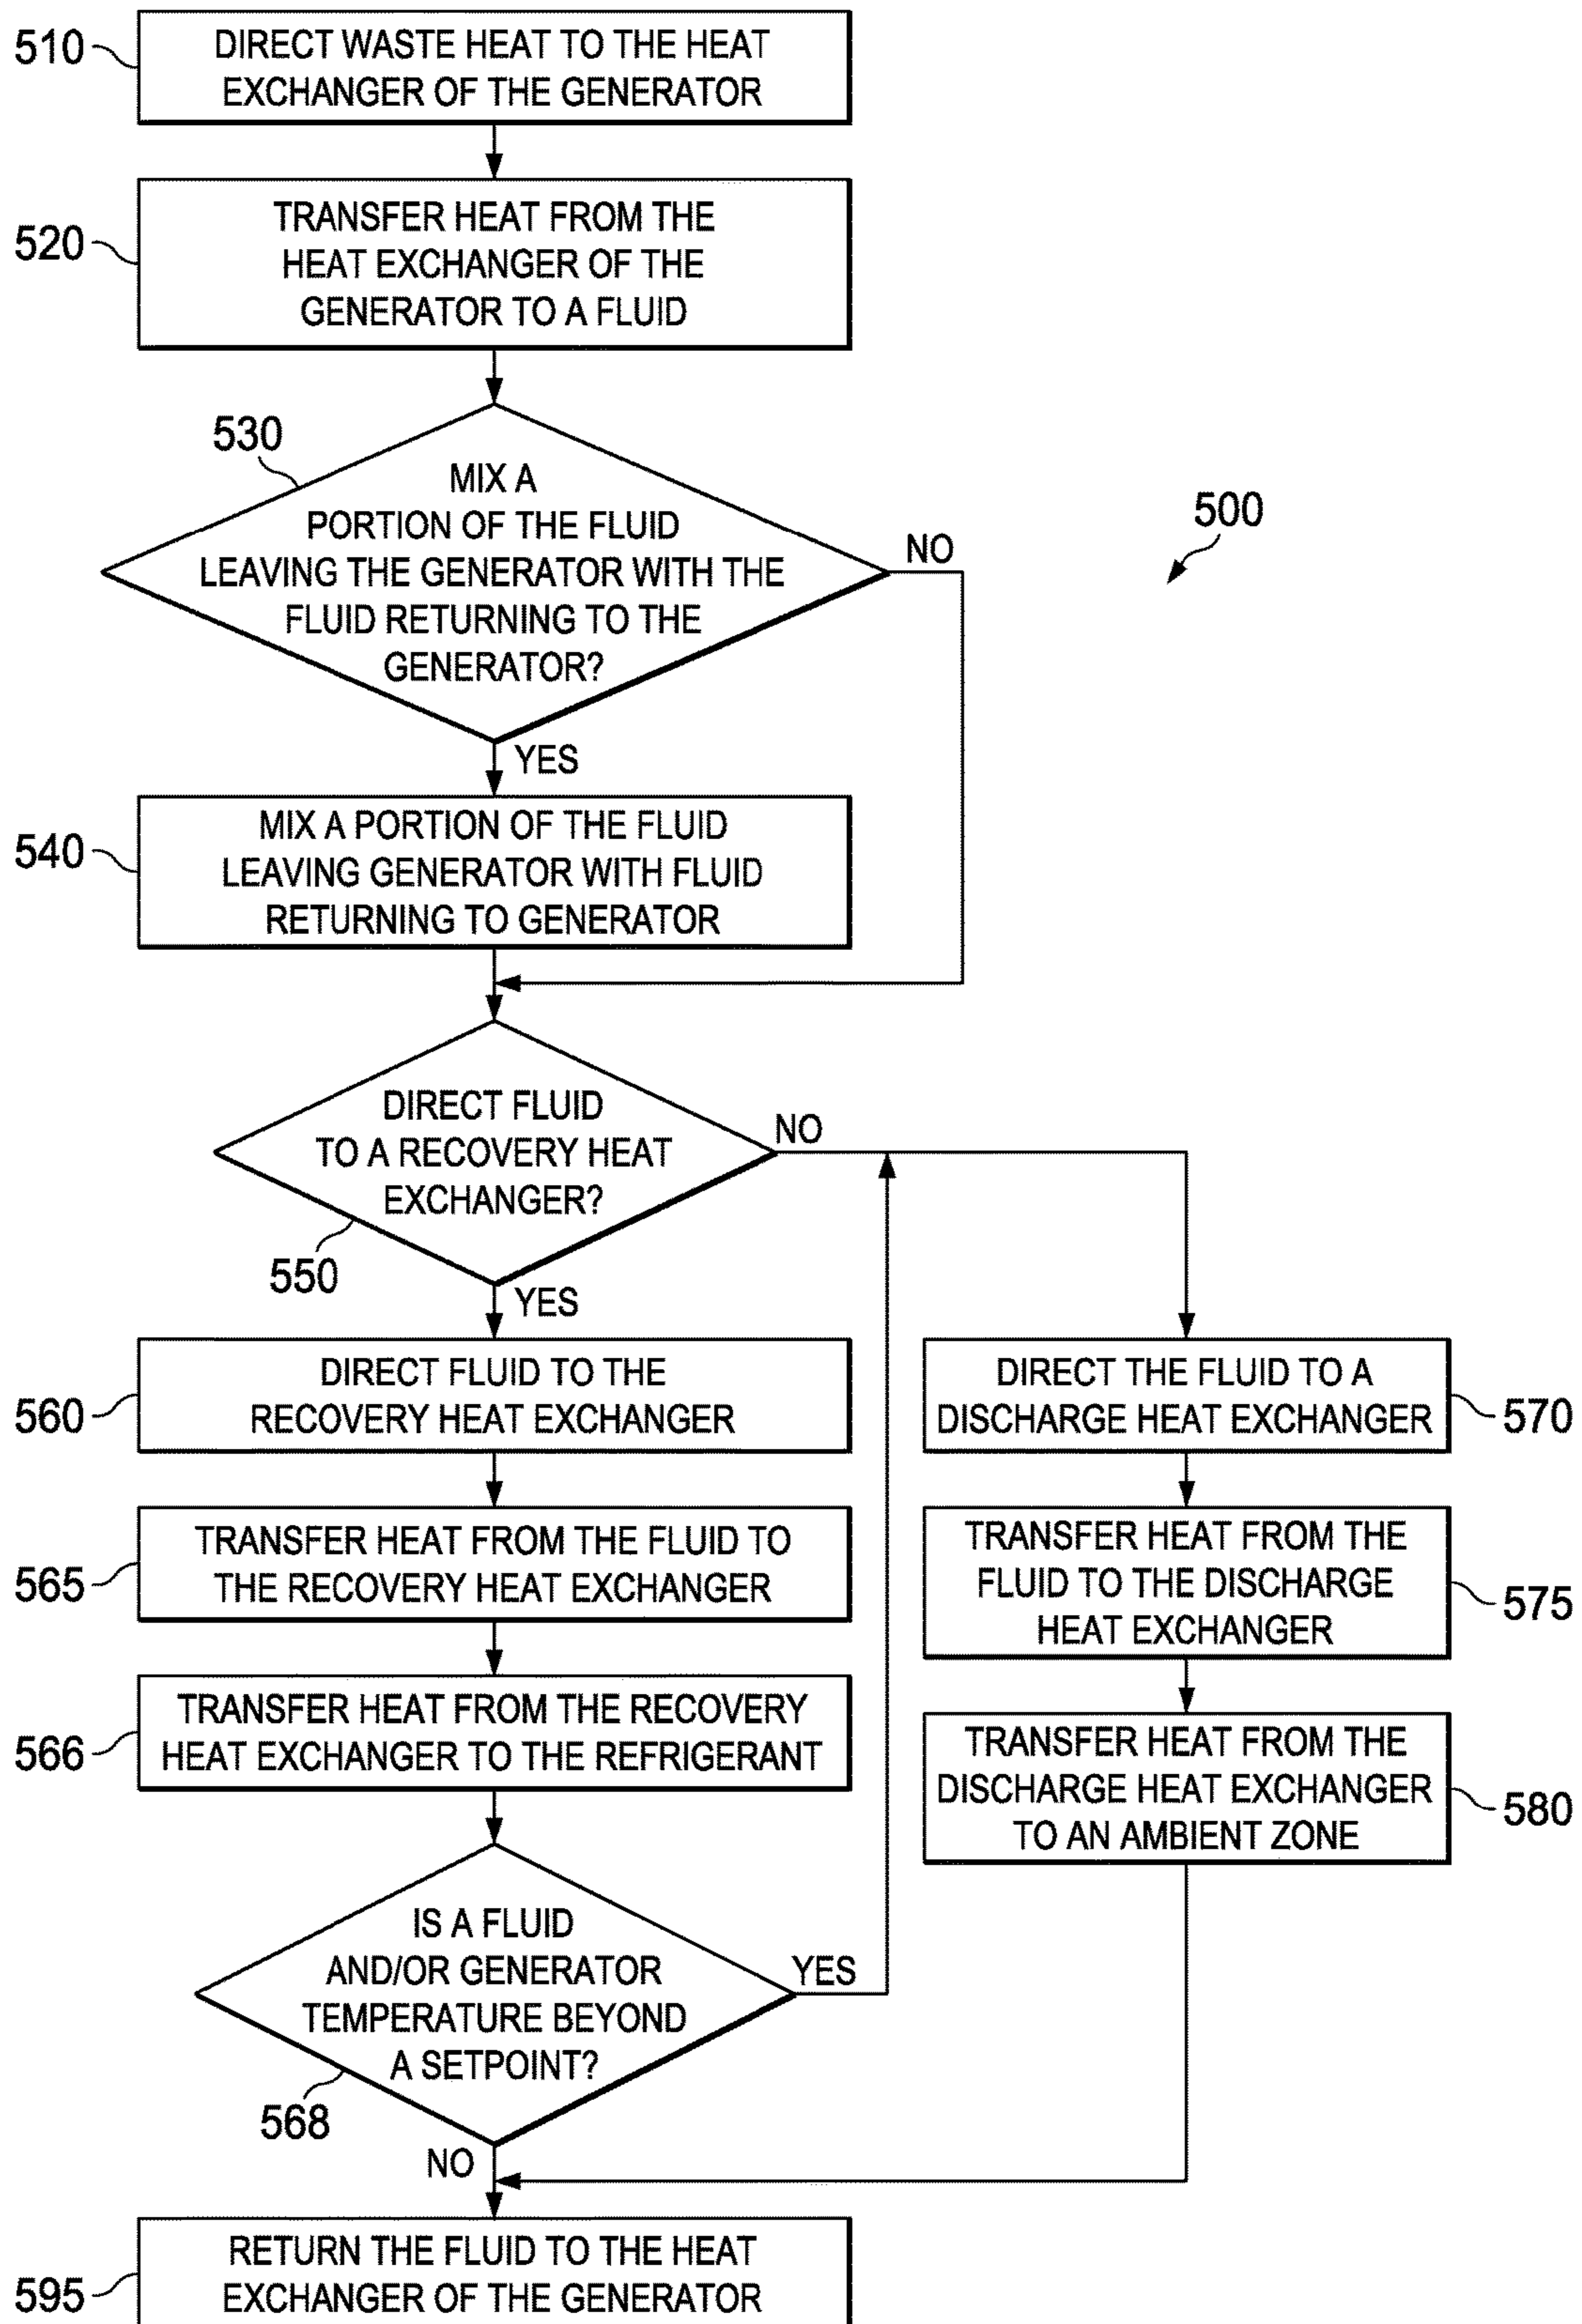 510
DIRECT WASTE HEAT TO THE HEAT
EXCHANGER OF THE GENERATOR
520
TRANSFER HEAT FROM THE
HEAT EXCHANGER OF THE
GENERATOR TO A FLUID
530
MIX A
PORTION OF THE FLUID
LEAVING THE GENERATOR WITH THE
FLUID RETURNING TO THE
GENERATOR?
NO
500
YES
540
MIX A PORTION OF THE FLUID
LEAVING GENERATOR WITH FLUID
RETURNING TO GENERATOR
DIRECT FLUID
TO A RECOVERY HEAT
EXCHANGER?
NO
550
YES
560
DIRECT FLUID TO THE
RECOVERY HEAT EXCHANGER
DIRECT THE FLUID TO A
DISCHARGE HEAT EXCHANGER
570
565
TRANSFER HEAT FROM THE FLUID TO
THE RECOVERY HEAT EXCHANGER
TRANSFER HEAT FROM THE
FLUID TO THE DISCHARGE
HEAT EXCHANGER
575
566
TRANSFER HEAT FROM THE RECOVERY
HEAT EXCHANGER TO THE REFRIGERANT
TRANSFER HEAT FROM THE
DISCHARGE HEAT EXCHANGER
TO AN AMBIENT ZONE
580
IS A FLUID
AND/OR GENERATOR
TEMPERATURE BEYOND
A SETPOINT?
YES
568
NO
595
RETURN THE FLUID TO THE HEAT
EXCHANGER OF THE GENERATOR